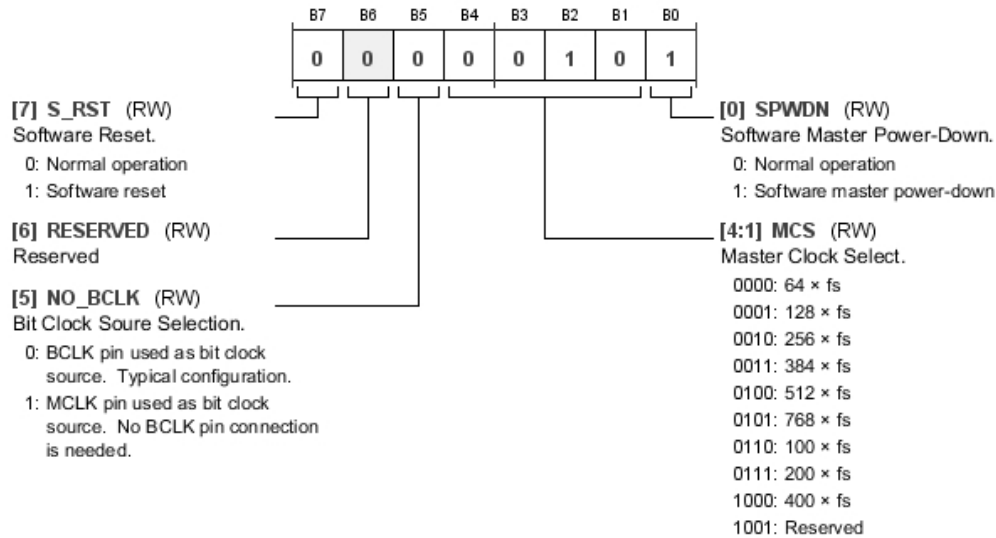 B7 B6 B5 B4 B3 B2 B1 B0
0 0 0 0 0 1 0 1
[7] S_RST (RW)
Software Reset.
0: Normal operation
1: Software reset
[6] RESERVED (RW)
Reserved
[5] NO_BCLK (RW)
Bit Clock Soure Selection.
0: BCLK pin used as bit clock
source. Typical configuration.
1: MCLK pin used as bit clock
source. No BCLK pin connection
is needed.
[0] SPWDN (RW)
Software Master Power-Down.
0: Normal operation
1: Software master power-down
[4:1] MCS (RW)
Master Clock Select.
0000: 64 × fs
0001: 128 × fs
0010: 256 × fs
0011: 384 × fs
0100: 512 × fs
0101: 768 × fs
0110: 100 × fs
0111: 200 × fs
1000: 400 × fs
1001: Reserved